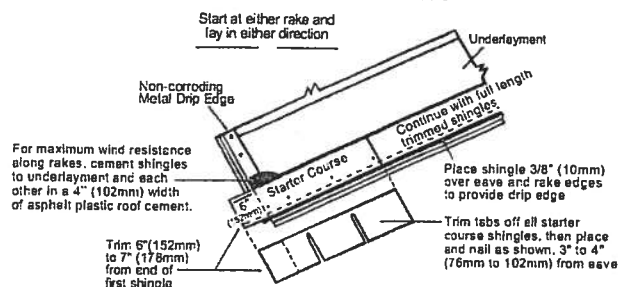 Start at either rake and
lay in either direction
Underlayment
Non-corroding
Metal Drip Edge
Continue with full length
trimmed shingles
For maximum wind resistance
along rakes, cement shingles
to underlayment and each
other in a 4" (102mm) width
of asphalt plastic roof cement.
Starter Course
6"
(152mm)
Place shingle 3/8" (10mm)
over eave and rake edges
to provide drip edge
Trim tabs off all starter
course shingles, then place
and nail as shown, 3" to 4"
(76mm to 102mm) from eave
Trim 6"(152mm)
to 7" (178mm)
from end of
first shingle